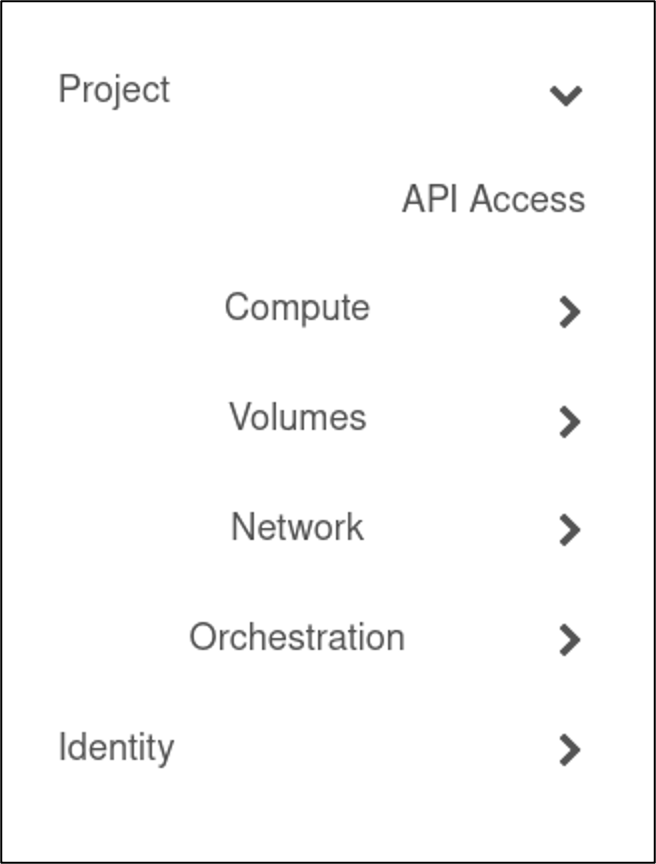 Project
API Access
Compute
Volumes
Network
Orchestration
Identity